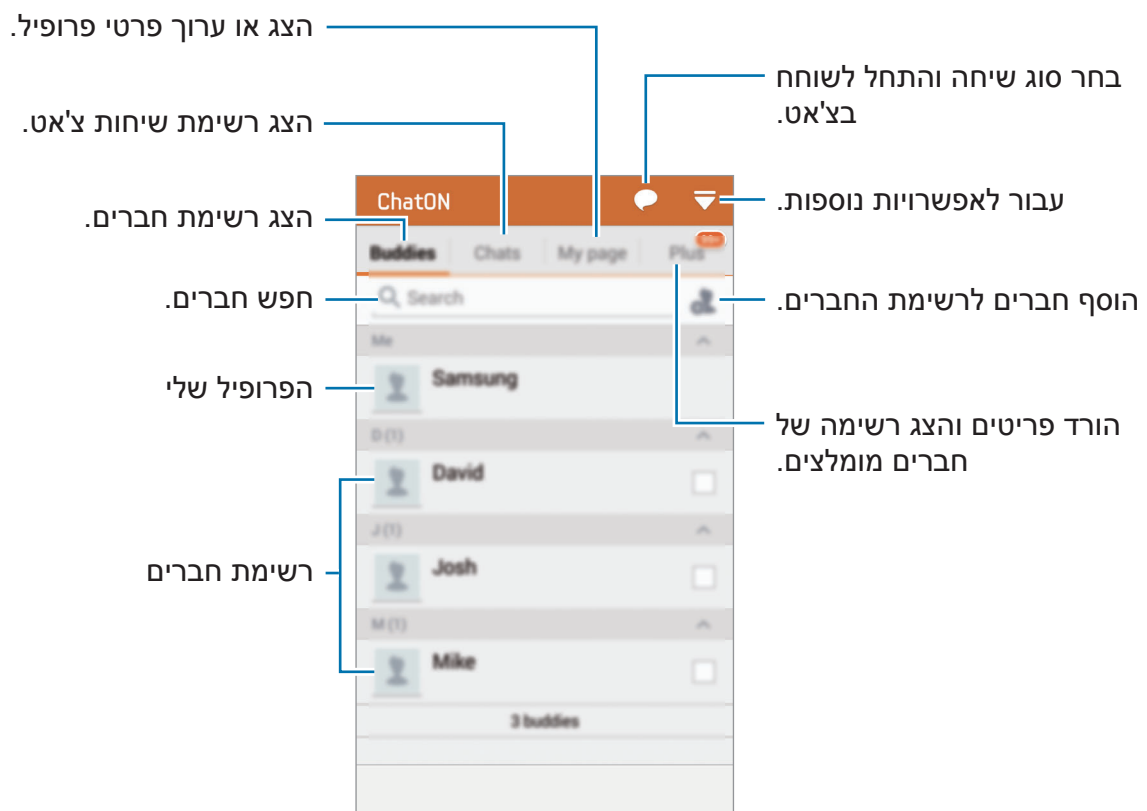 הצג או ערוך פרטי פרופיל.
בחר סוג שיחה והתחל לשוחח
בצ'אט.
הצג רשימת שיחות צ'אט.
ChatON
עבור לאפשרויות נוספות.
הצג רשימת חברים.
Buddies Chats My page Plus
חפש חברים.
Search
הוסף חברים לרשימת החברים.
Me
הפרופיל שלי
Samsung
הורד פריטים והצג רשימה של
חברים מומלצים.
D (1)
David
J (1)
רשימת חברים
Josh
M (1)
Mike
3 buddies